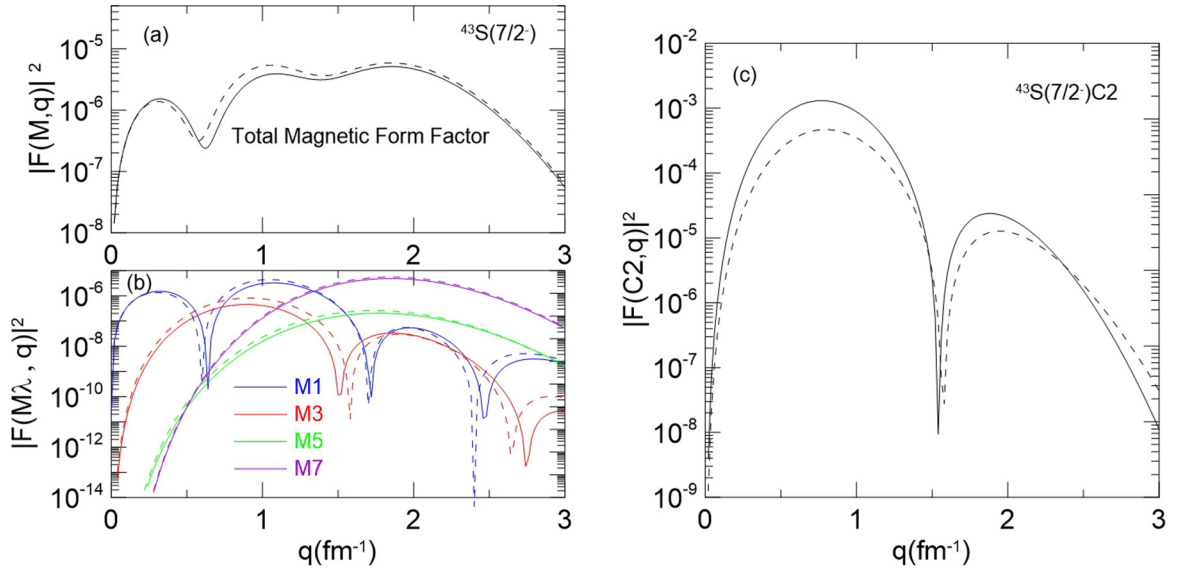 (a)
⁴³S(7/2⁻)
|F(M,q)| ²
10⁻⁵
10⁻⁶
10⁻⁷
10⁻⁸
Total Magnetic Form Factor
0 1 2 3
(b)
|F(Mλ, q)|²
10⁻⁶
10⁻⁸
10⁻¹⁰
10⁻¹²
10⁻¹⁴
M1
M3
M5
M7
0 1 2 3
q(fm⁻¹)
(c)
⁴³S(7/2⁻)C2
|F(C2,q)|²
10⁻²
10⁻³
10⁻⁴
10⁻⁵
10⁻⁶
10⁻⁷
10⁻⁸
10⁻⁹
0 1 2 3
q(fm⁻¹)